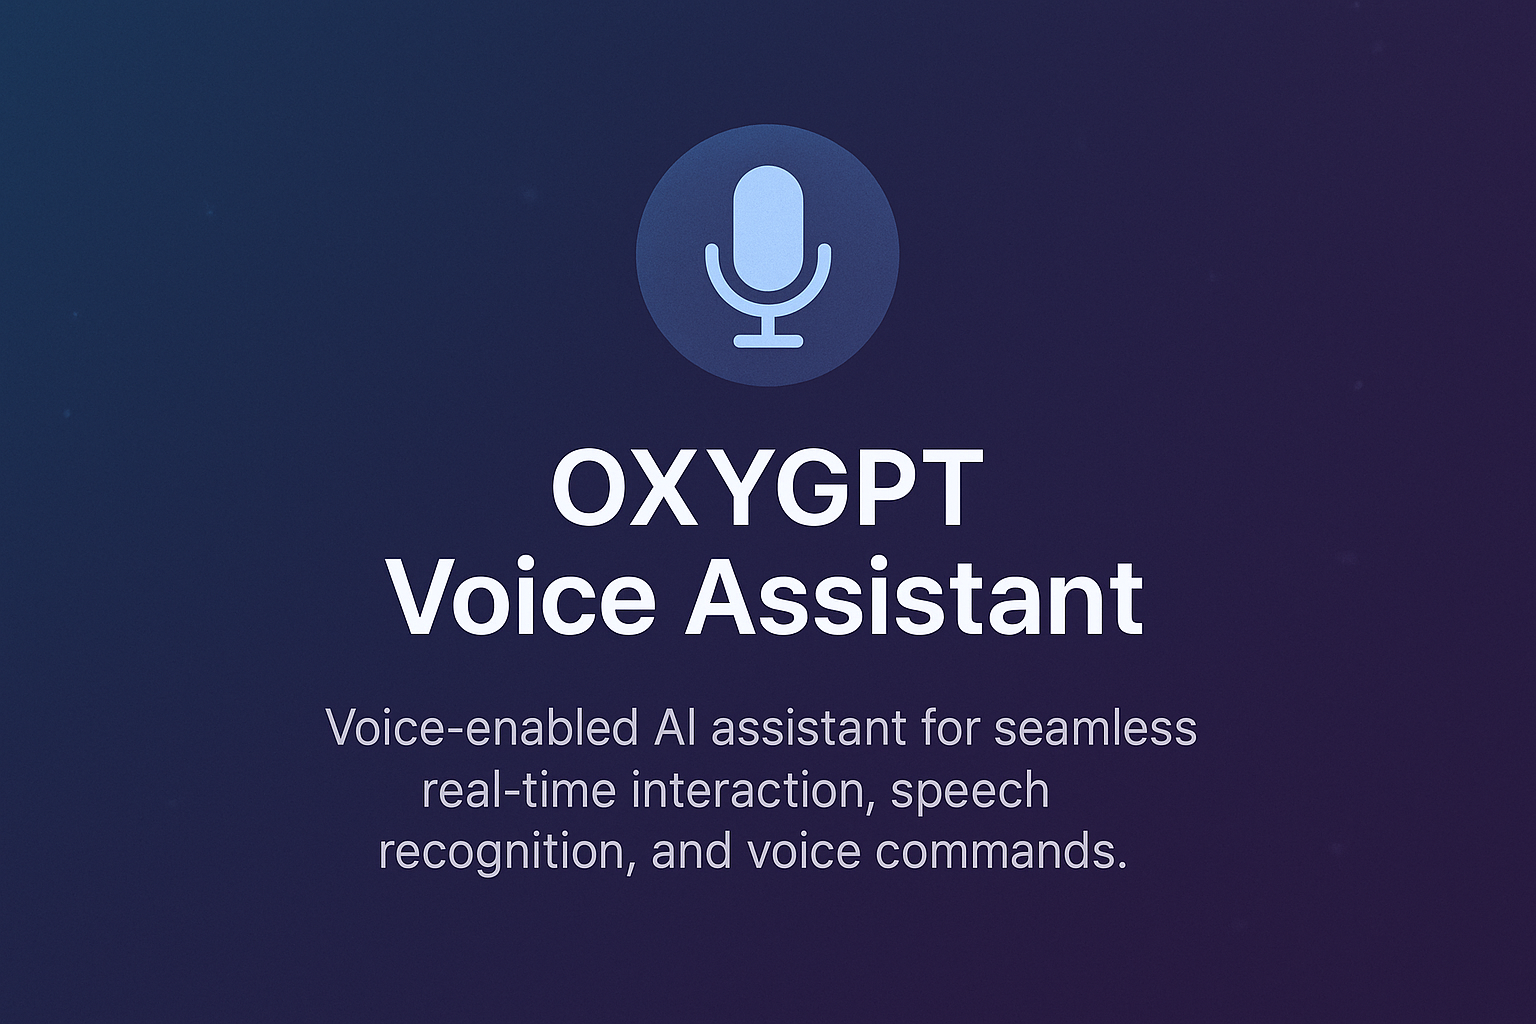 OXYGPT
Voice Assistant
Voice-enabled AI assistant for seamless
real-time interaction, speech
recognition, and voice commands.